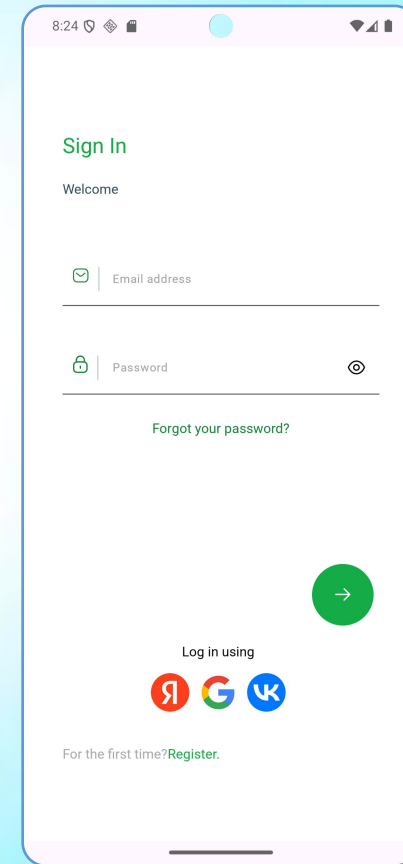 8:24
Sign In
Welcome
Email address
Password
Forgot your password?
Log in using
Я G VK
For the first time?Register.